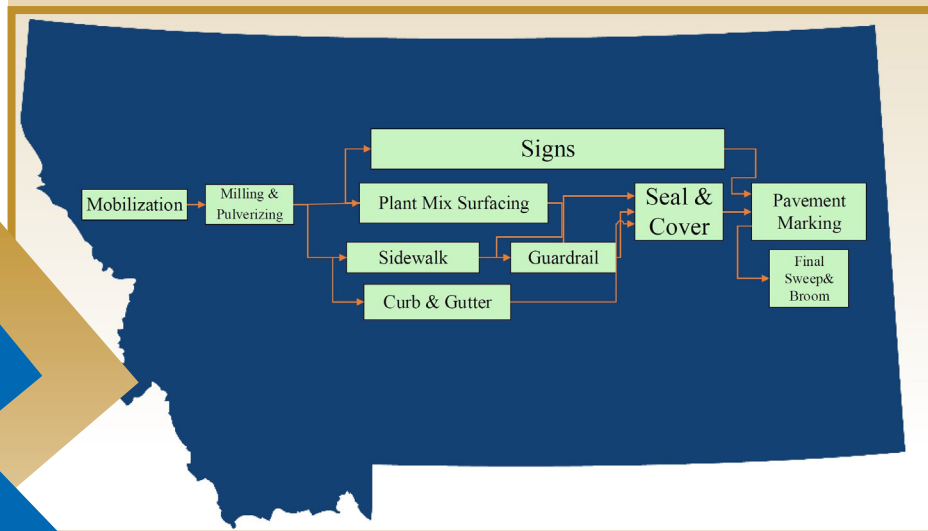 Signs
Mobilization
Milling &
Pulverizing
Plant Mix Surfacing
Seal &
Cover
Pavement
Marking
Sidewalk
Guardrail
Curb & Gutter
Final
Sweep&
Broom